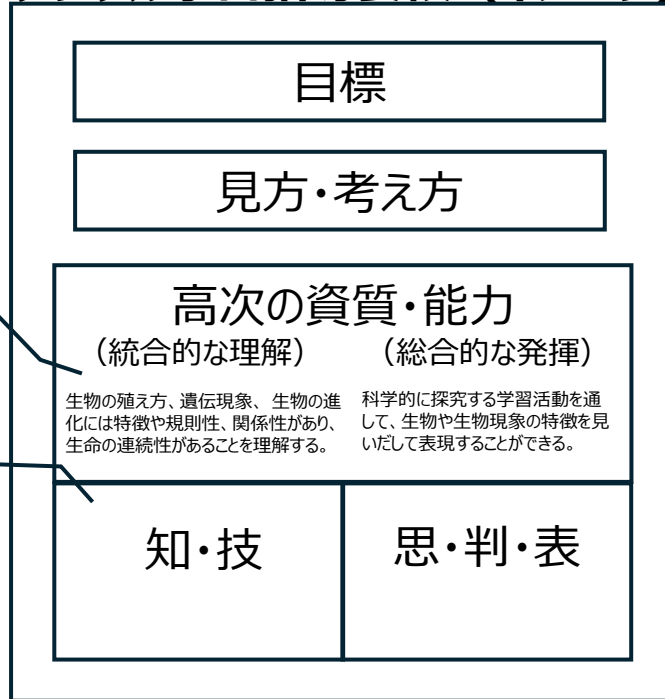 目標
見方・考え方
高次の資質・能力
（統合的な理解）
（総合的な発揮）
生物の殖え方、遺伝現象、 生物の進
化には特徴や規則性、関係性があり、
生命の連続性があることを理解する。
科学的に探究する学習活動を通
して、生物や生物現象の特徴を見
いだして表現することができる。
知・技
思・判・表